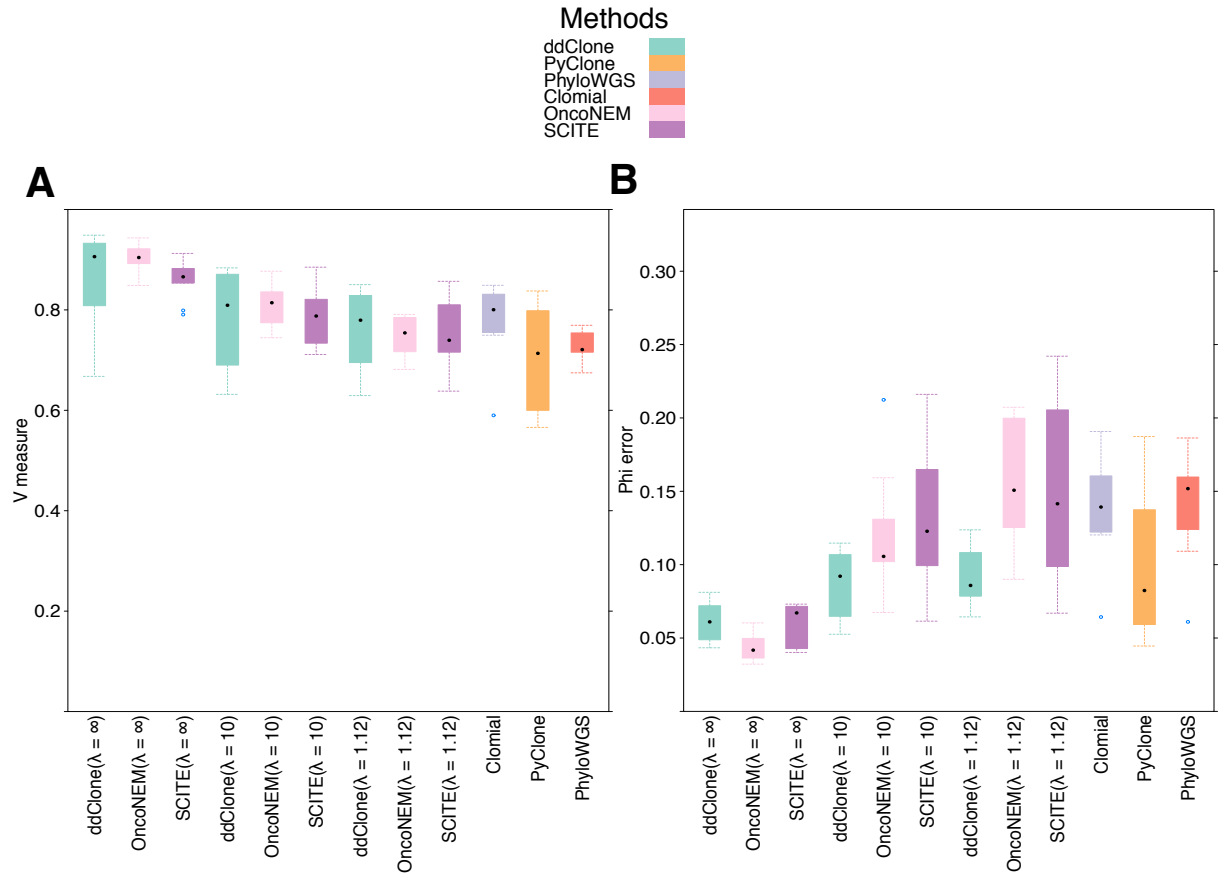 Methods
ddClone
PyClone
PhyloWGS
Clomial
OncoNEM
SCITE
A
B
V measure
0.8
0.6
0.4
0.2
ddClone(λ = ∞)
OncoNEM(λ = ∞)
SCITE(λ = ∞)
ddClone(λ = 10)
OncoNEM(λ = 10)
SCITE(λ = 10)
ddClone(λ = 1.12)
OncoNEM(λ = 1.12)
SCITE(λ = 1.12)
Clomial
PyClone
PhyloWGS
Phi error
0.30
0.25
0.20
0.15
0.10
0.05
ddClone(λ = ∞)
OncoNEM(λ = ∞)
SCITE(λ = ∞)
ddClone(λ = 10)
OncoNEM(λ = 10)
SCITE(λ = 10)
ddClone(λ = 1.12)
OncoNEM(λ = 1.12)
SCITE(λ = 1.12)
Clomial
PyClone
PhyloWGS